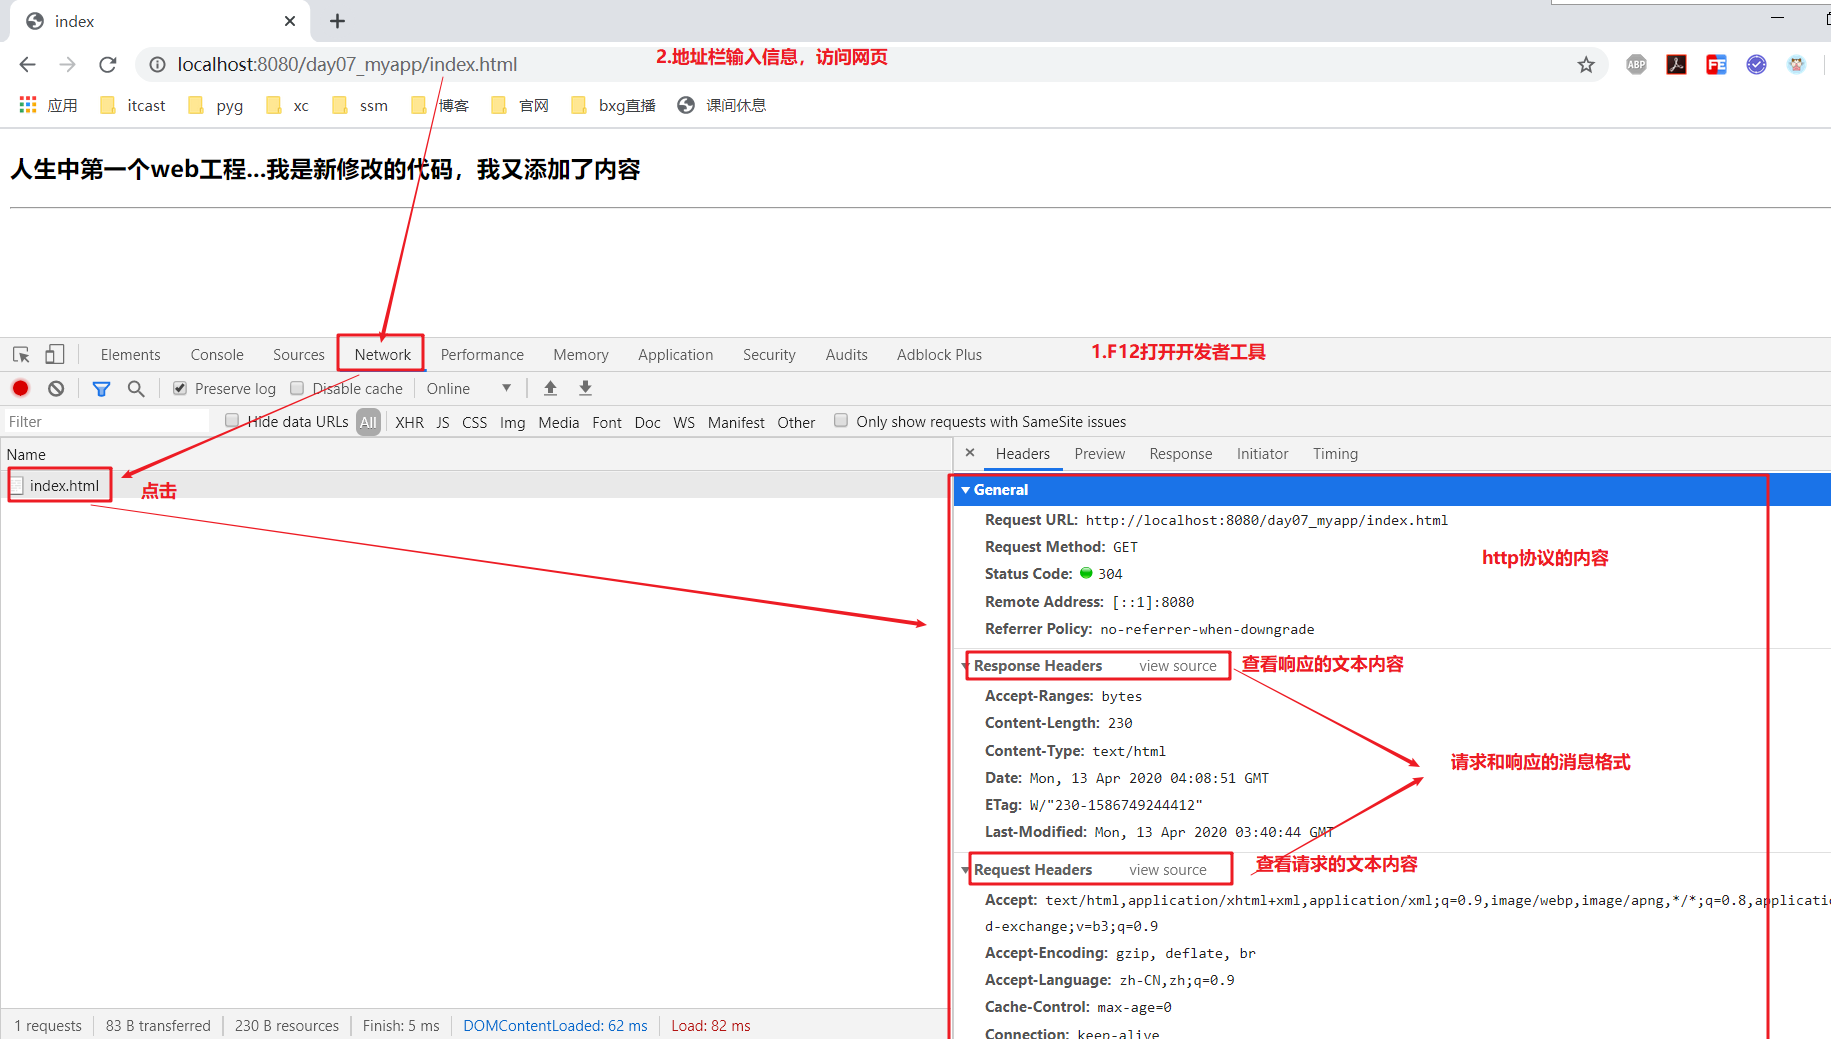 index
localhost:8080/day07_myapp/index.html
2.地址栏输入信息，访问网页
ABP
FE
应用 itcast pyg xc ssm 博客 官网 bxg直播 课间休息
人生中第一个web工程...我是新修改的代码，我又添加了内容
Elements Console Sources Network Performance Memory Application Security Audits Adblock Plus
1.F12打开开发者工具
Preserve log Disable cache Online
Filter Hide data URLs All XHR JS CSS Img Media Font Doc WS Manifest Other Only show requests with SameSite issues
Name
index.html
点击
Headers Preview Response Initiator Timing
General
Request URL: http://localhost:8080/day07_myapp/index.html
Request Method: GET
http协议的内容
Status Code: 304
Remote Address: [::1]:8080
Referrer Policy: no-referrer-when-downgrade
Response Headers view source
查看响应的文本内容
Accept-Ranges: bytes
Content-Length: 230
Content-Type: text/html
请求和响应的消息格式
Date: Mon, 13 Apr 2020 04:08:51 GMT
ETag: W/"230-1586749244412"
Last-Modified: Mon, 13 Apr 2020 03:40:44 GMT
Request Headers view source
查看请求的文本内容
Accept: text/html,application/xhtml+xml,application/xml;q=0.9,image/webp,image/apng,*/*;q=0.8,applicatio
d-exchange;v=b3;q=0.9
Accept-Encoding: gzip, deflate, br
Accept-Language: zh-CN,zh;q=0.9
Cache-Control: max-age=0
Connection: keep-alive
1 requests 83 B transferred 230 B resources Finish: 5 ms DOMContentLoaded: 62 ms Load: 82 ms